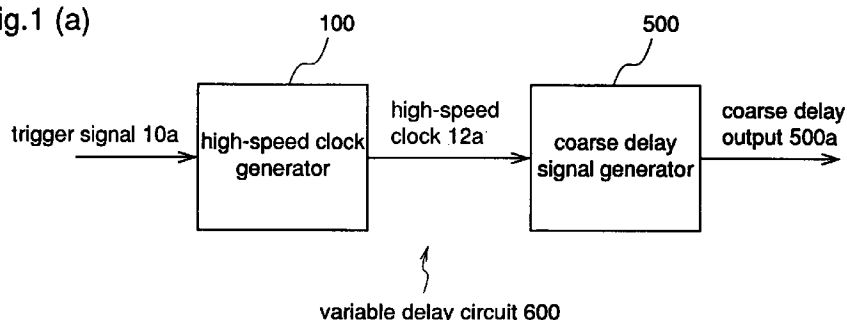 ig.1 (a)
100
500
trigger signal 10a
high-speed clock
generator
high-speed
clock 12a
coarse delay
signal generator
coarse delay
output 500a
variable delay circuit 600